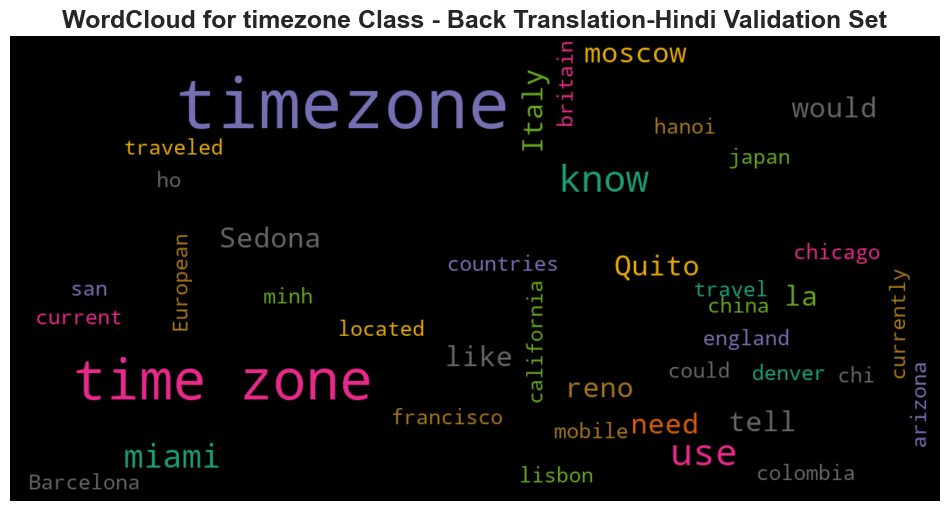 WordCloud for timezone Class - Back Translation-Hindi Validation Set
timezone
Italy
britain
moscow
would
hanoi
traveled
japan
ho
know
Sedona
European
countries
Quito
chicago
san
minh
travel
china
la
currently
current
located
california
england
time zone
like
could
denver
chi
arizona
reno
francisco
mobile
need
tell
miami
use
Barcelona
lisbon
colombia